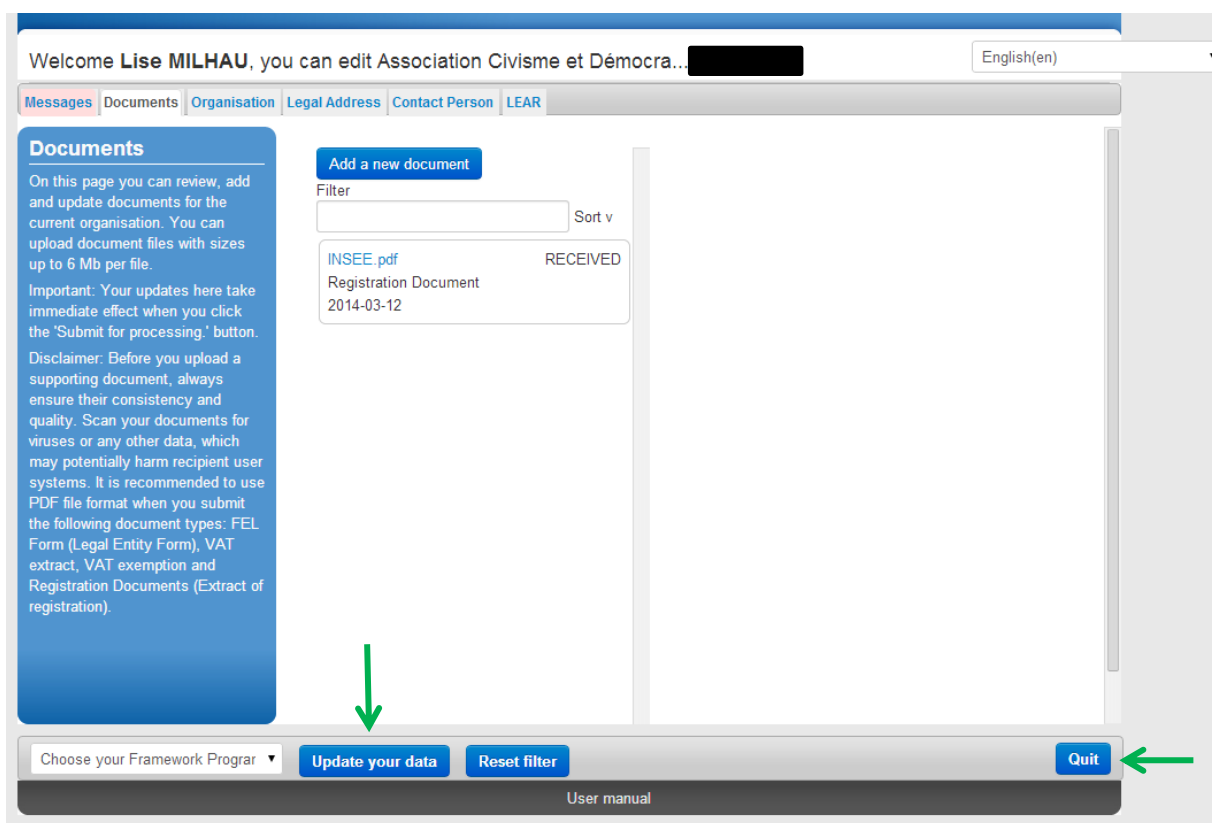 Welcome Lise MILHAU, you can edit Association Civisme et Démocra...
English(en)
Messages Documents Organisation Legal Address Contact Person LEAR
Documents
On this page you can review, add
and update documents for the
current organisation. You can
upload document files with sizes
up to 6 Mb per file.
Important: Your updates here take
immediate effect when you click
the 'Submit for processing.' button.
Disclaimer: Before you upload a
supporting document, always
ensure their consistency and
quality. Scan your documents for
viruses or any other data, which
may potentially harm recipient user
systems. It is recommended to use
PDF file format when you submit
the following document types: FEL
Form (Legal Entity Form), VAT
extract, VAT exemption and
Registration Documents (Extract of
registration).
Add a new document
Filter
Sort v
INSEE.pdf RECEIVED
Registration Document
2014-03-12
Choose your Framework Prograr Update your data Reset filter Quit
User manual